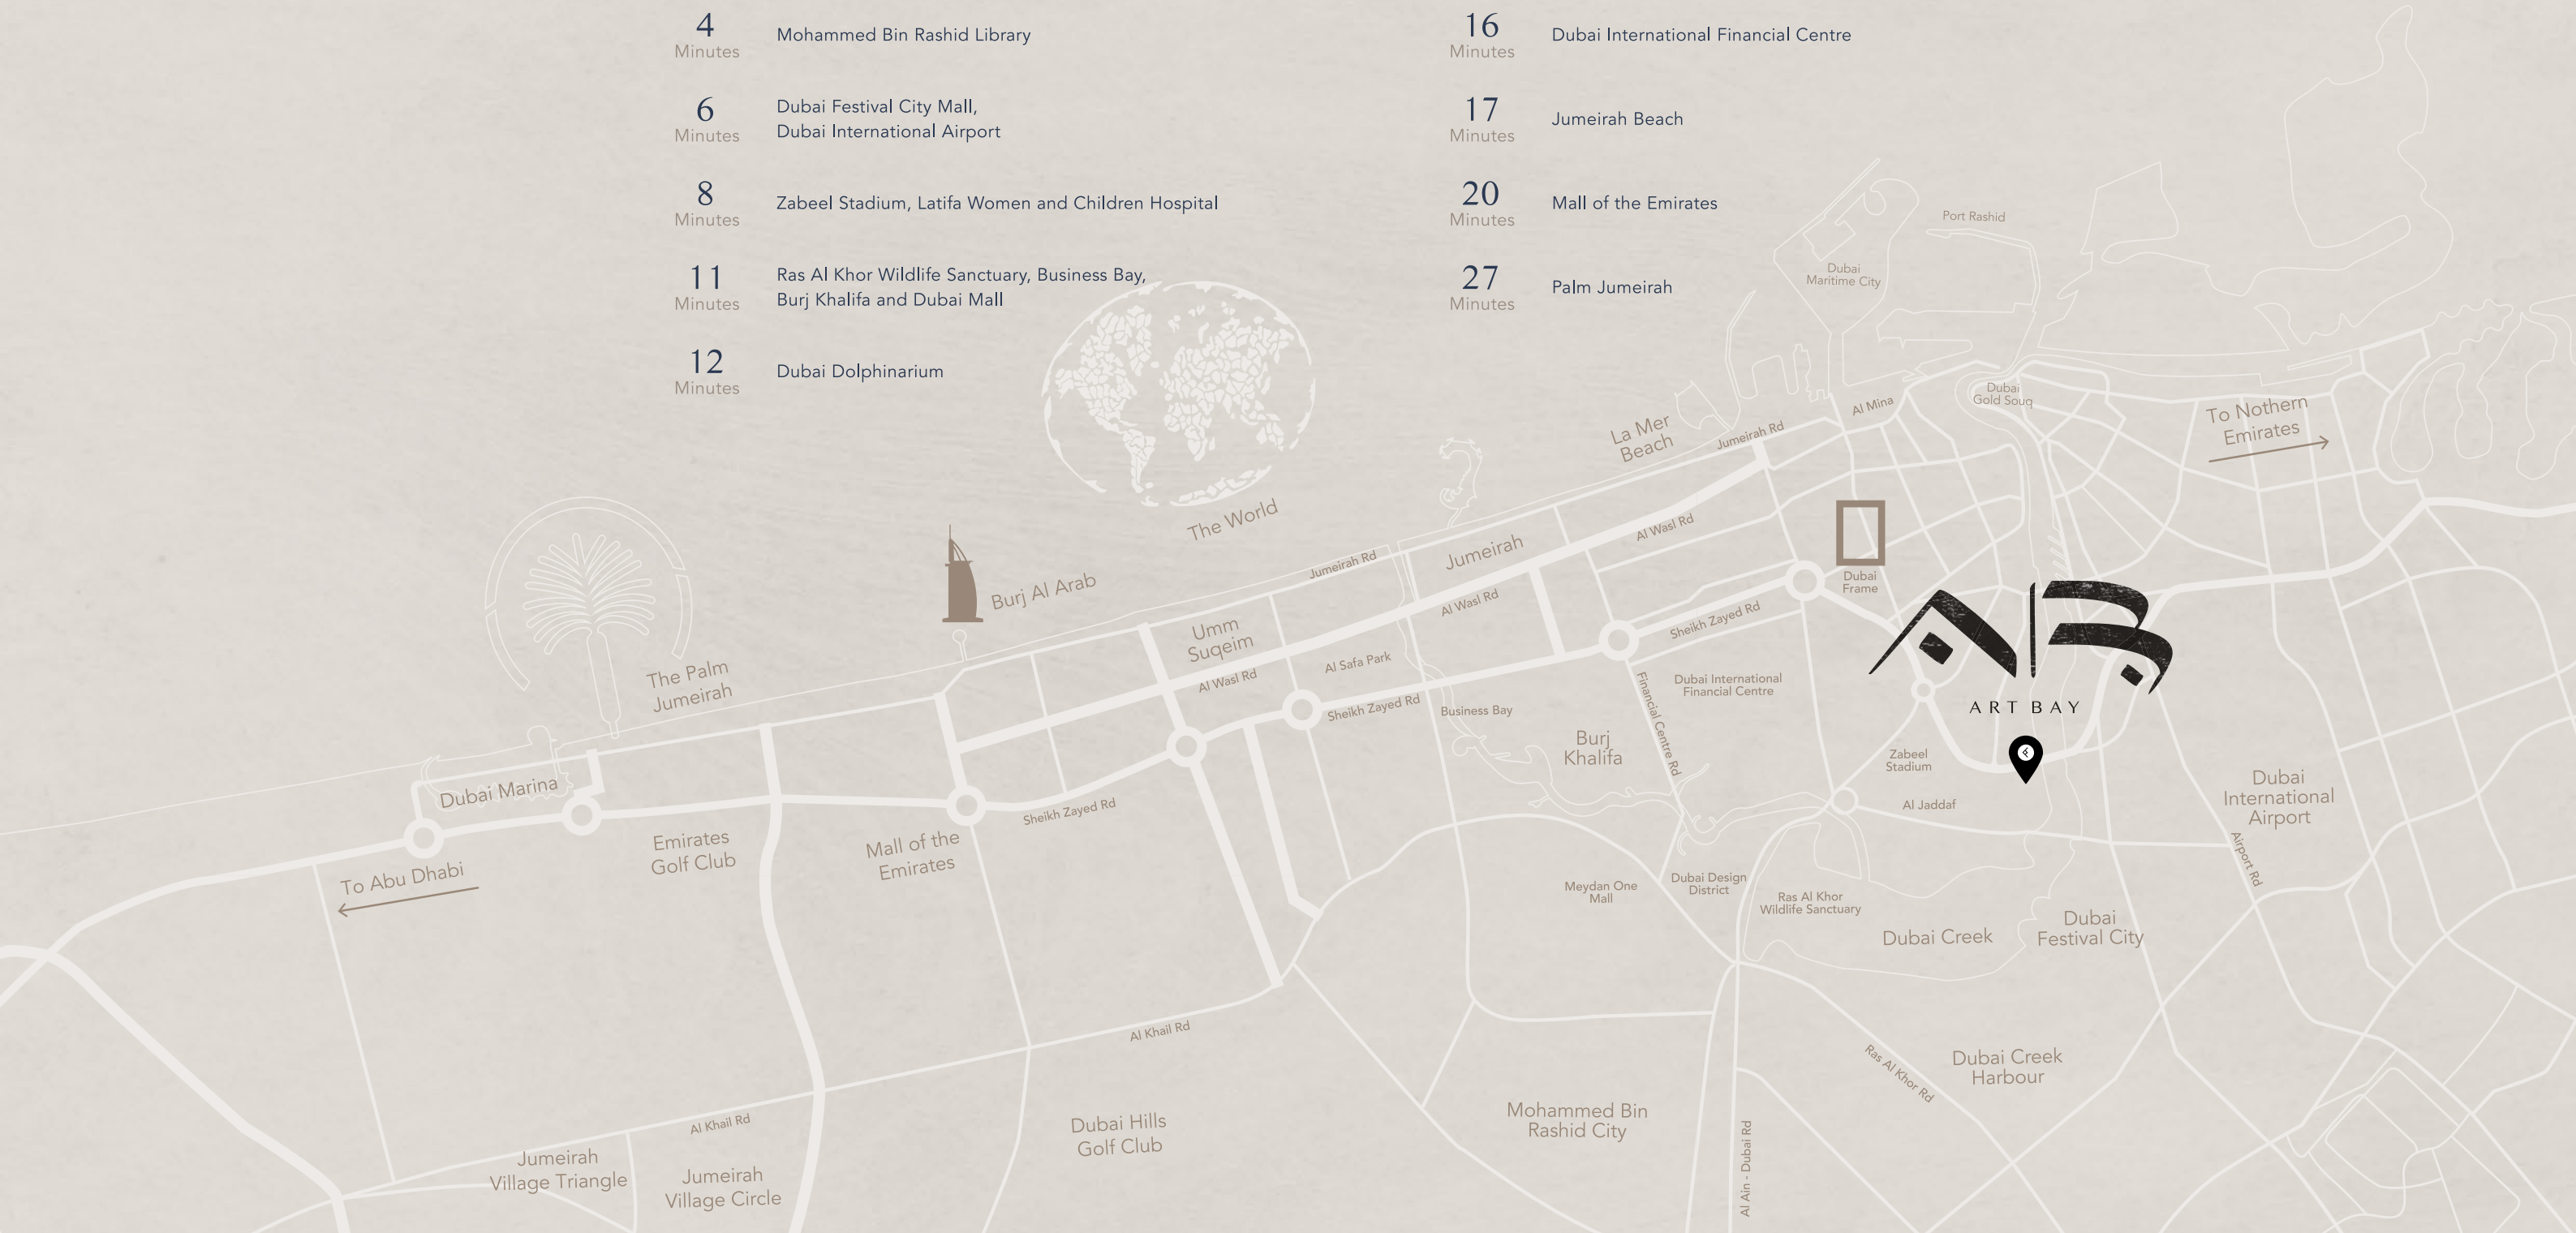 4
Minutes
Mohammed Bin Rashid Library
6
Minutes
Dubai Festival City Mall,
Dubai International Airport
8
Minutes
Zabeel Stadium, Latifa Women and Children Hospital
11
Minutes
Ras Al Khor Wildlife Sanctuary, Business Bay,
Burj Khalifa and Dubai Mall
12
Minutes
Dubai Dolphinarium
16
Minutes
Dubai International Financial Centre
17
Minutes
Jumeirah Beach
20
Minutes
Mall of the Emirates
27
Minutes
Palm Jumeirah
Port Rashid
Dubai
Maritime City
Dubai
Gold Souq
Al Mina
To Nothern
Emirates
La Mer
Beach
Jumeirah Rd
The World
Al Wasl Rd
Jumeirah
Jumeirah Rd
Burj Al Arab
Dubai
Frame
Al Wasl Rd
Sheikh Zayed Rd
Umm
Suqeim
Al Safa Park
Al Wasl Rd
The Palm
Jumeirah
Dubai International
Financial Centre
Financial Centre Rd
Sheikh Zayed Rd
Business Bay
AB
ART BAY
Burj
Khalifa
Zabeel
Stadium
Al Jaddaf
Dubai
International
Airport
Airport Rd
Dubai Marina
Sheikh Zayed Rd
Emirates
Golf Club
Mall of the
Emirates
To Abu Dhabi
Meydan One
Mall
Dubai Design
District
Ras Al Khor
Wildlife Sanctuary
Dubai Creek
Dubai
Festival City
Al Khail Rd
Ras Al Khor Rd
Dubai Creek
Harbour
Al Khail Rd
Dubai Hills
Golf Club
Mohammed Bin
Rashid City
Al Ain - Dubai Rd
Jumeirah
Village Triangle
Jumeirah
Village Circle